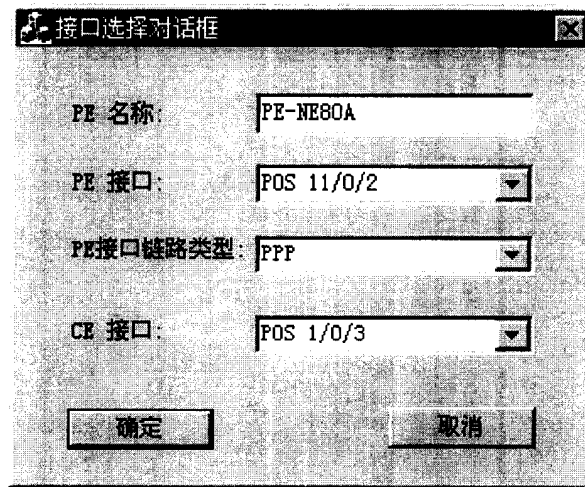 接口选择对话框
PE 名称: PE-NE80A
PE 接口: POS 11/0/2
PE接口链路类型: PPP
CE 接口: POS 1/0/3
确定 取消